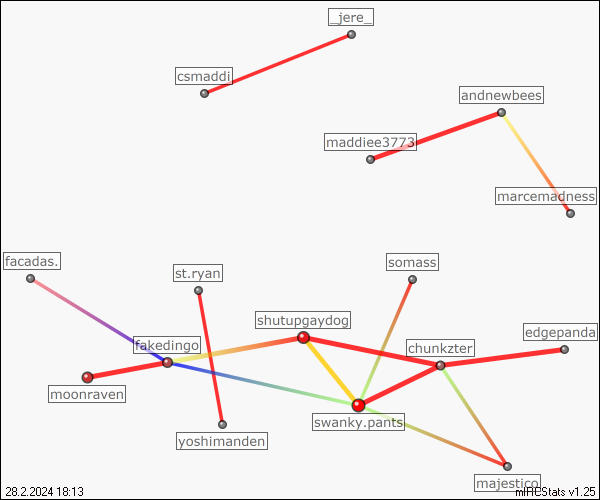 _jere_
csmaddi
andnewbees
maddiee3773
marcemadness
facadas.
st.ryan
somass
shutupgaydog
edgepanda
fakedingo
chunkzter
moonraven
swanky.pants
yoshimanden
majestico
28.2.2024 18:13
mIRCStats v1.25